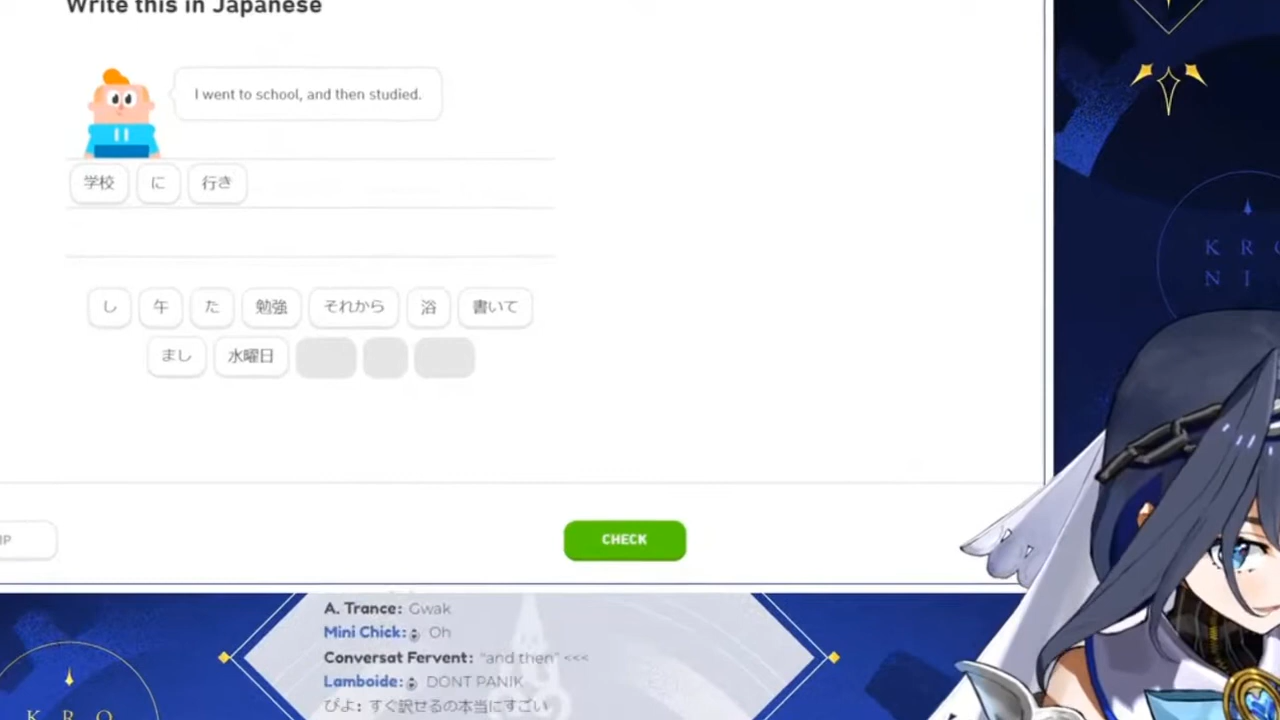 Write this in Japanese
I went to school, and then studied.
学校 に 行き
し 午 た 勉強 それから 浴 書いて
まし 水曜日
IP
CHECK
K R
N I
A. Trance: Gwak
Mini Chick: Oh
Conversat Fervent: "and then" <<<
Lamboide: DONT PANIK
ぴよ: すぐ訳せるの本当にすごい
K R O